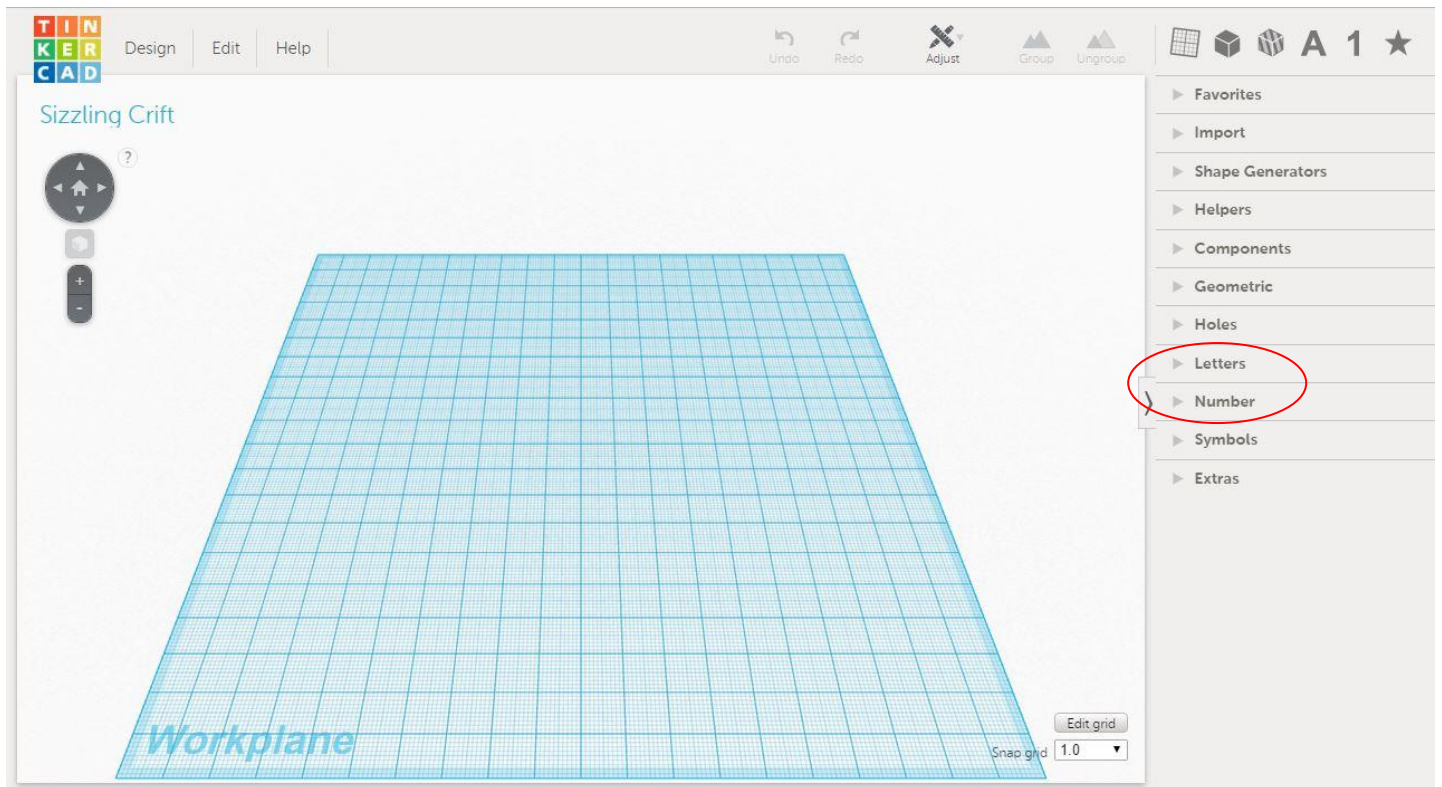 TIN
KER
CAD
Design Edit Help
Undo Redo Adjust Group Ungroup
A 1
Sizzling Crift
?
+
-
Favorites
Import
Shape Generators
Helpers
Components
Geometric
Holes
Letters
Number
Symbols
Extras
Workplane
Edit grid
Snap grid 1.0